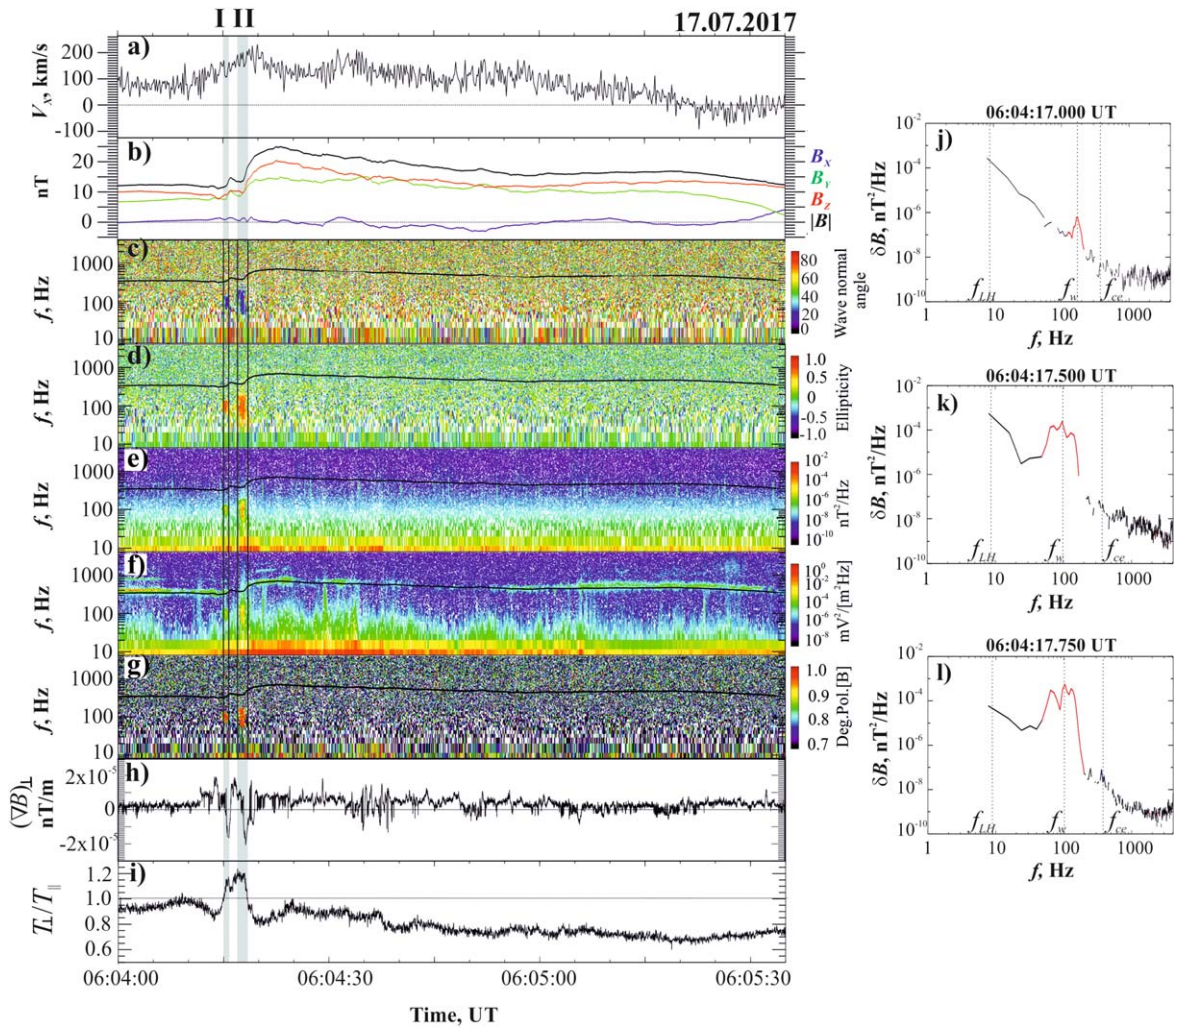 I II
17.07.2017
a)
Vx, km/s
200
100
0
-100
b)
nT
20
10
0
BX
BY
BZ
|B|
c)
f, Hz
1000
100
10
80
60
40
20
0
Wave normal
angle
d)
f, Hz
1000
100
10
1.0
0.5
0
-0.5
-1.0
Ellipticity
e)
f, Hz
1000
100
10
10⁻²
10⁻⁴
10⁻⁶
10⁻⁸
10⁻¹⁰
nT²/Hz
f)
f, Hz
1000
100
10
10⁰
10⁻²
10⁻⁴
10⁻⁶
10⁻⁸
mV²/[m²Hz]
g)
f, Hz
1000
100
10
1.0
0.9
0.8
0.7
Deg.Pol.[B]
h)
(∇B)⊥
nT/m
2x10⁻⁵
0
-2x10⁻⁵
i)
T⊥/T∥
1.2
1.0
0.8
0.6
06:04:00 06:04:30 06:05:00 06:05:30
Time, UT
06:04:17.000 UT
j)
δB, nT²/Hz
10⁻²
10⁻⁴
10⁻⁶
10⁻⁸
10⁻¹⁰
fLH fw fce
1 10 100 1000
f, Hz
06:04:17.500 UT
k)
δB, nT²/Hz
10⁻²
10⁻⁴
10⁻⁶
10⁻⁸
10⁻¹⁰
fLH fw fce
1 10 100 1000
f, Hz
06:04:17.750 UT
l)
δB, nT²/Hz
10⁻²
10⁻⁴
10⁻⁶
10⁻⁸
10⁻¹⁰
fLH fw fce
1 10 100 1000
f, Hz